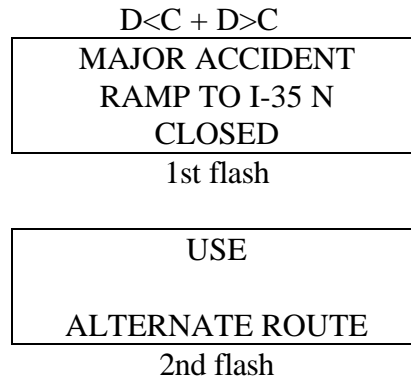 D<C + D>C
MAJOR ACCIDENT
RAMP TO I-35 N
CLOSED
1st flash
USE
ALTERNATE ROUTE
2nd flash